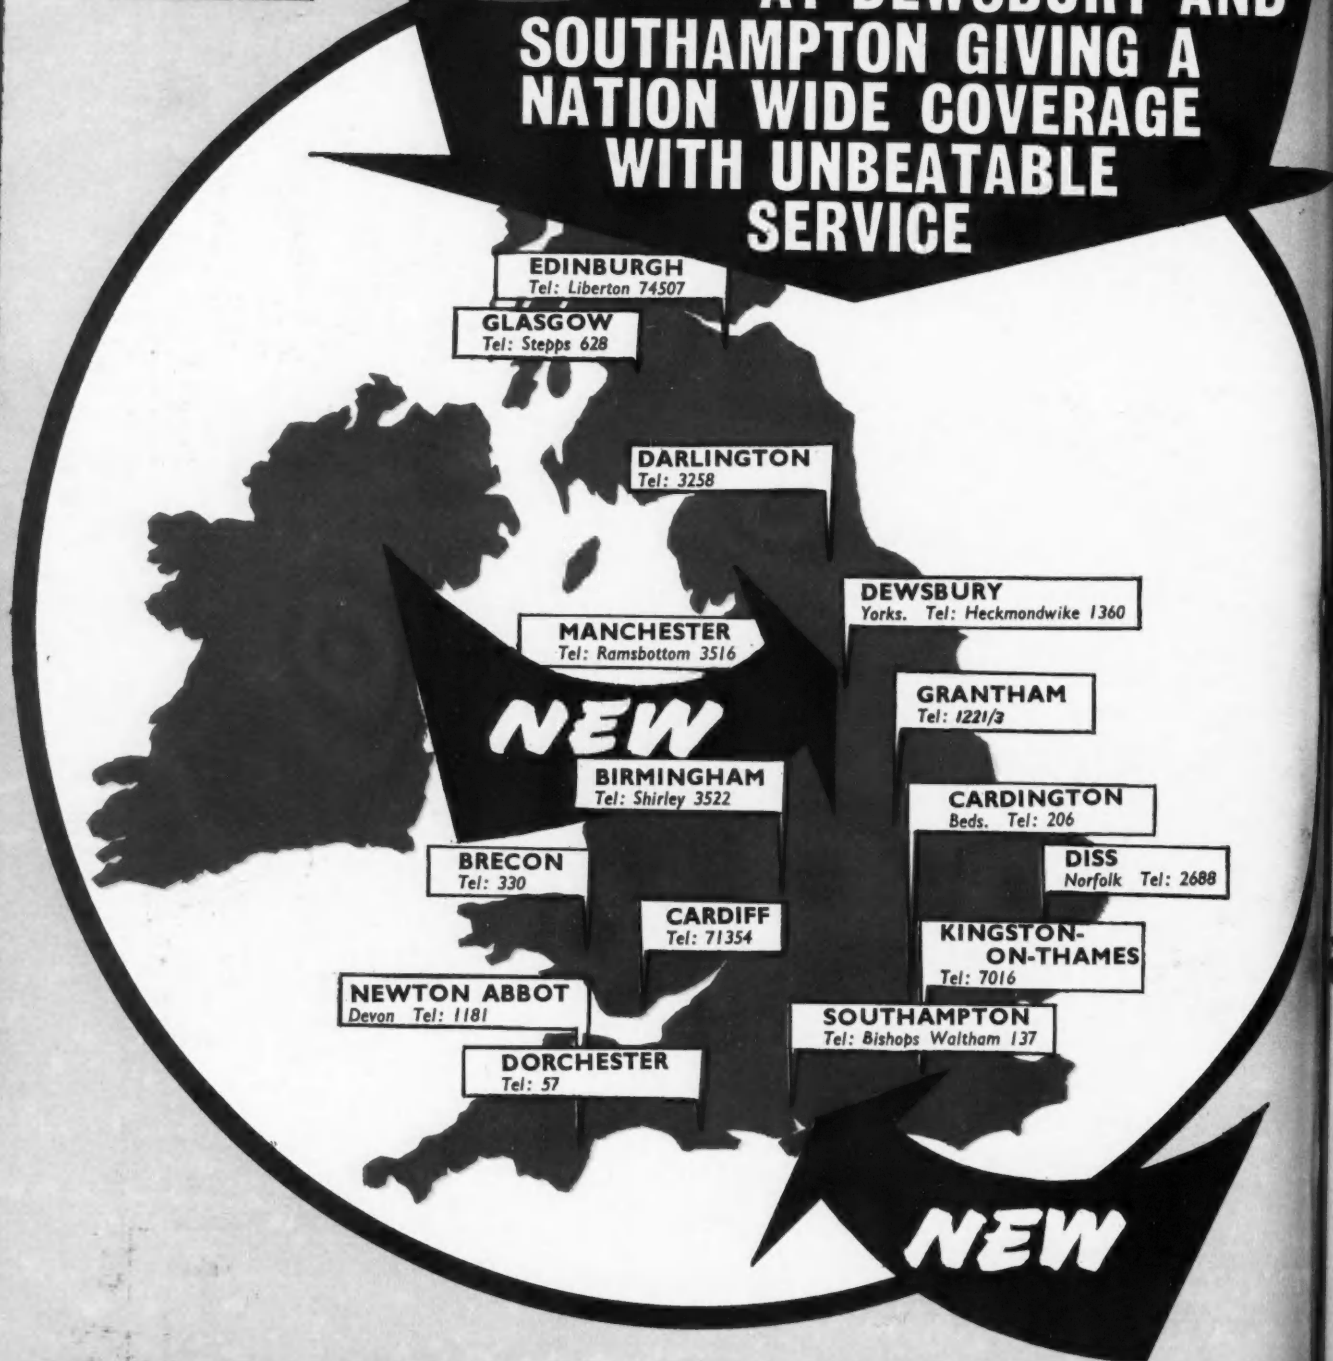 AT DEWSBURY AND
SOUTHAMPTON GIVING A
NATION WIDE COVERAGE
WITH UNBEATABLE
SERVICE
EDINBURGH
Tel: Liberton 74507
GLASGOW
Tel: Stepps 628
DARLINGTON
Tel: 3258
DEWSBURY
Yorks. Tel: Heckmondwike 1360
MANCHESTER
Tel: Ramsbottom 3516
GRANTHAM
Tel: 1221/3
NEW
BIRMINGHAM
Tel: Shirley 3522
CARDINGTON
Beds. Tel: 206
BRECON
Tel: 330
DISS
Norfolk Tel: 2688
CARDIFF
Tel: 71354
KINGSTON-
ON-THAMES
Tel: 7016
NEWTON ABBOT
Devon Tel: 1181
SOUTHAMPTON
Tel: Bishops Waltham 137
DORCHESTER
Tel: 57
NEW